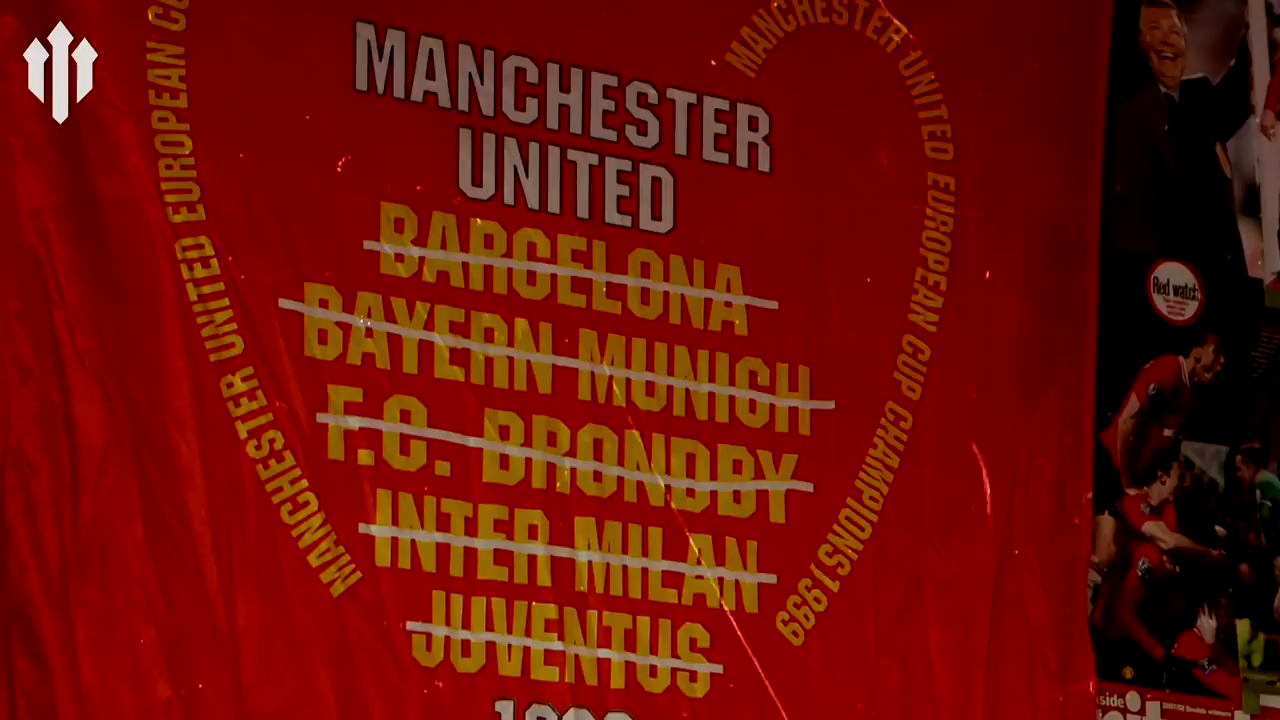 MANCHESTER
UNITED
BARCELONA
BAYERN MUNICH
F.C. BRONDBY
INTER MILAN
JUVENTUS
MANCHESTER UNITED EUROPEAN
MANCHESTER UNITED EUROPEAN CUP CHAMPIONS 1999
Red watch
side